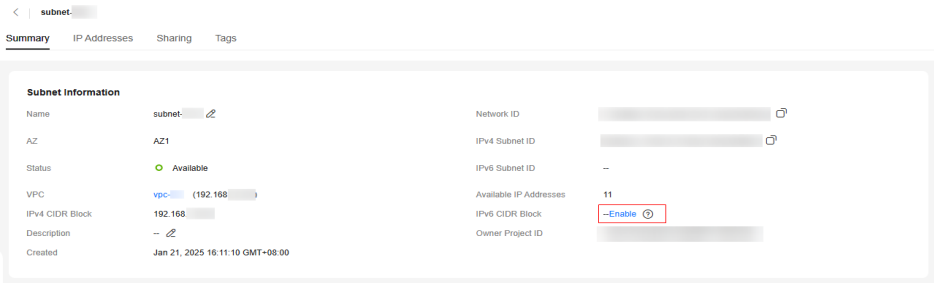 subnet-
Summary IP Addresses Sharing Tags
Subnet Information
Name subnet-
Network ID
AZ AZ1
IPv4 Subnet ID
Status Available
IPv6 Subnet ID --
VPC vpc- (192.168 )
Available IP Addresses 11
IPv4 CIDR Block 192.168
IPv6 CIDR Block --Enable
Description --
Owner Project ID
Created Jan 21, 2025 16:11:10 GMT+08:00